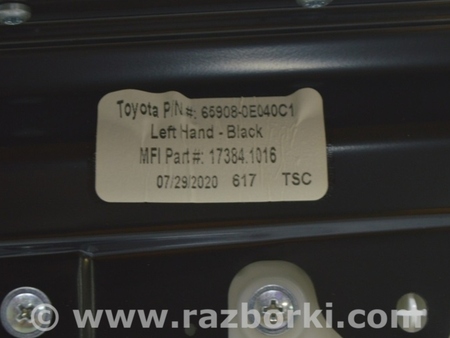 Toyota P/N #: 65908-0E040C1
Left Hand - Black
MFI Part #: 17384.1016
07/29/2020 617 TSC
© www.razborki.com